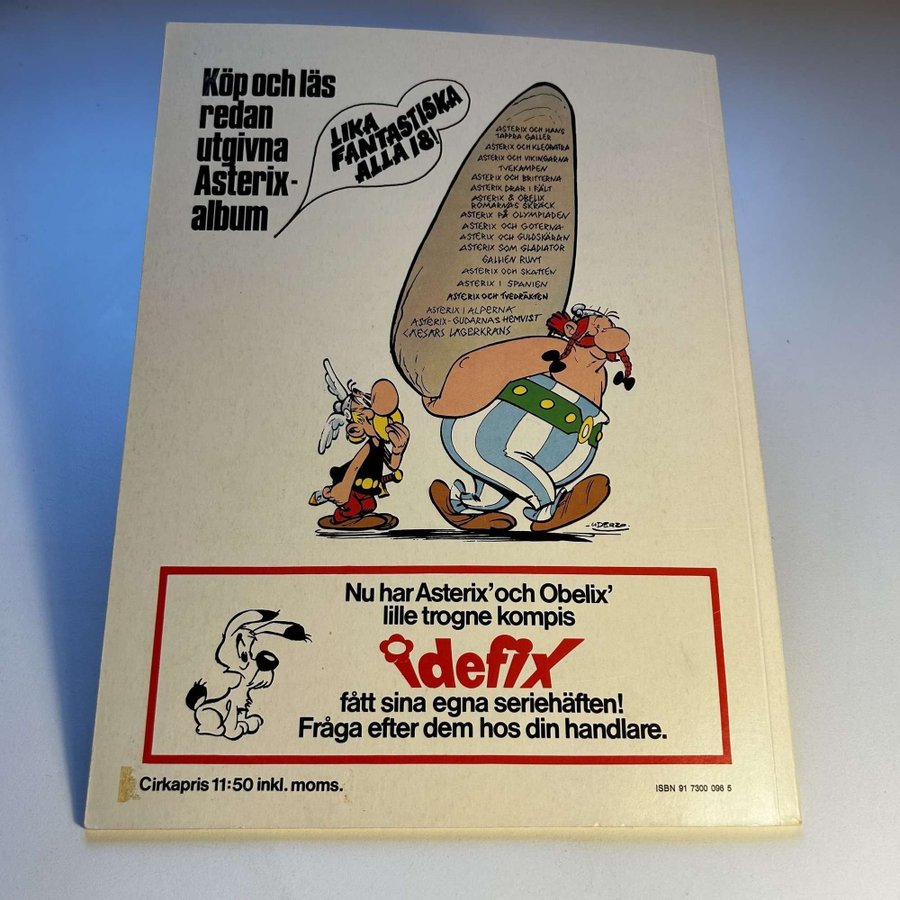 Köp och läs
redan
utgivna
Asterix-
album
LIKA
FANTASTISKA
ALLA 18!
ASTERIX OCH HANS
TAPPRA GALLER
ASTERIX OCH KLEOPATRA
ASTERIX OCH VIKINGARNA
TVEKAMPEN
ASTERIX OCH BRITTERNA
ASTERIX DRAR I FÄLT
ASTERIX & OBELIX
ROMARNAS SKRÄCK
ASTERIX PÅ OLYMPIADEN
ASTERIX OCH GOTERNA
ASTERIX OCH GULDSKÄRAN
ASTERIX SOM GLADIATOR
GALLIEN RUNT
ASTERIX OCH SKATTEN
ASTERIX I SPANIEN
ASTERIX OCH TVEDRÄKTEN
ASTERIX I ALPERNA
ASTERIX-GUDARNAS HEMVIST
CAESARS LAGERKRANS
UDERZO
Nu har Asterix' och Obelix'
lille trogne kompis
idefix
fått sina egna seriehäften!
Fråga efter dem hos din handlare.
Cirkapris 11:50 inkl. moms.
ISBN 91 7300 096 5